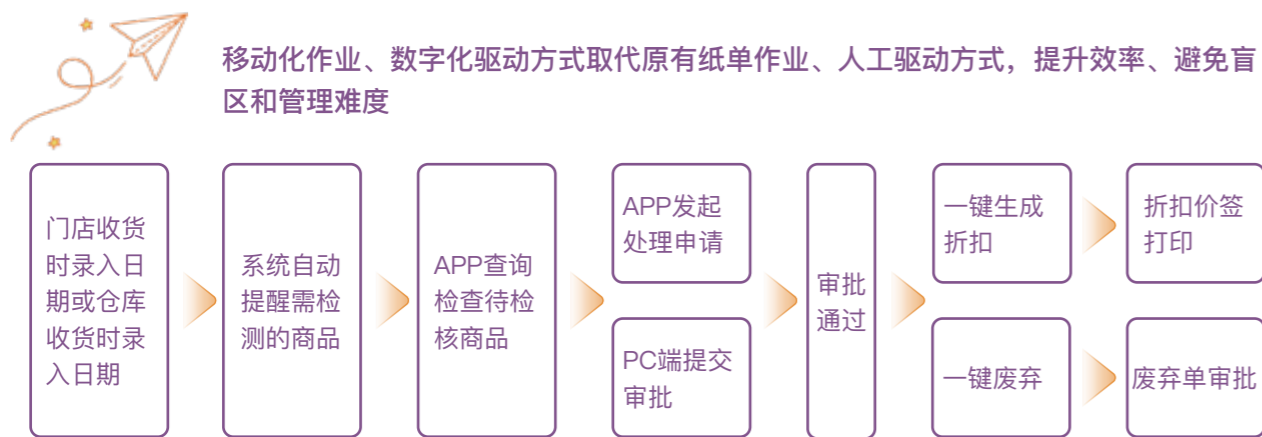 移动化作业、数字化驱动方式取代原有纸单作业、人工驱动方式，提升效率、避免盲
区和管理难度
门店收货
时录入日
期或仓库
收货时录
入日期
系统自动
提醒需检
测的商品
APP查询
检查待检
核商品
APP发起
处理申请
PC端提交
审批
审批
通过
一键生成
折扣
折扣价签
打印
一键废弃
废弃单审批